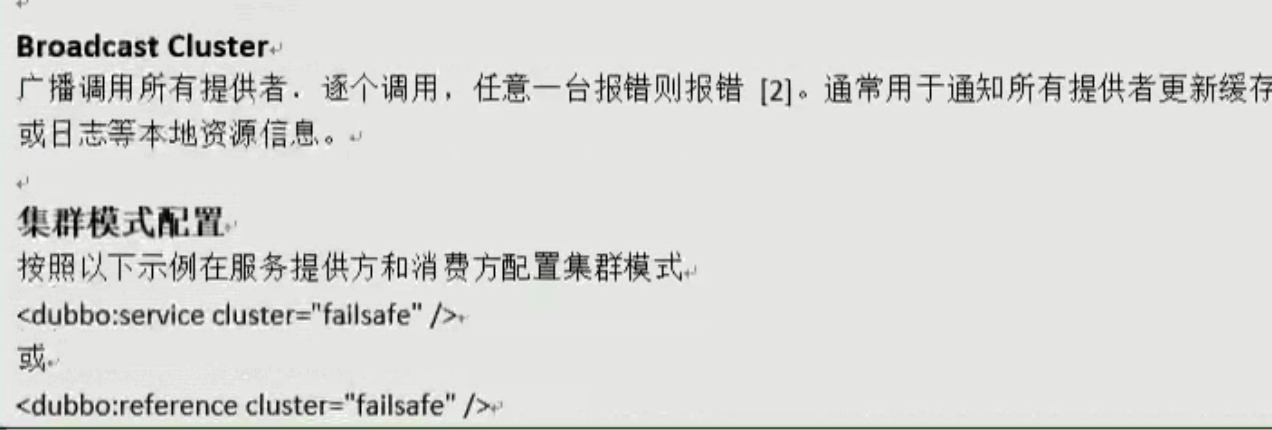 Broadcast Cluster
广播调用所有提供者，逐个调用，任意一台报错则报错 [2]。通常用于通知所有提供者更新缓存
或日志等本地资源信息。
集群模式配置
按照以下示例在服务提供方和消费方配置集群模式
<dubbo:service cluster="failsafe" />
或
<dubbo:reference cluster="failsafe" />